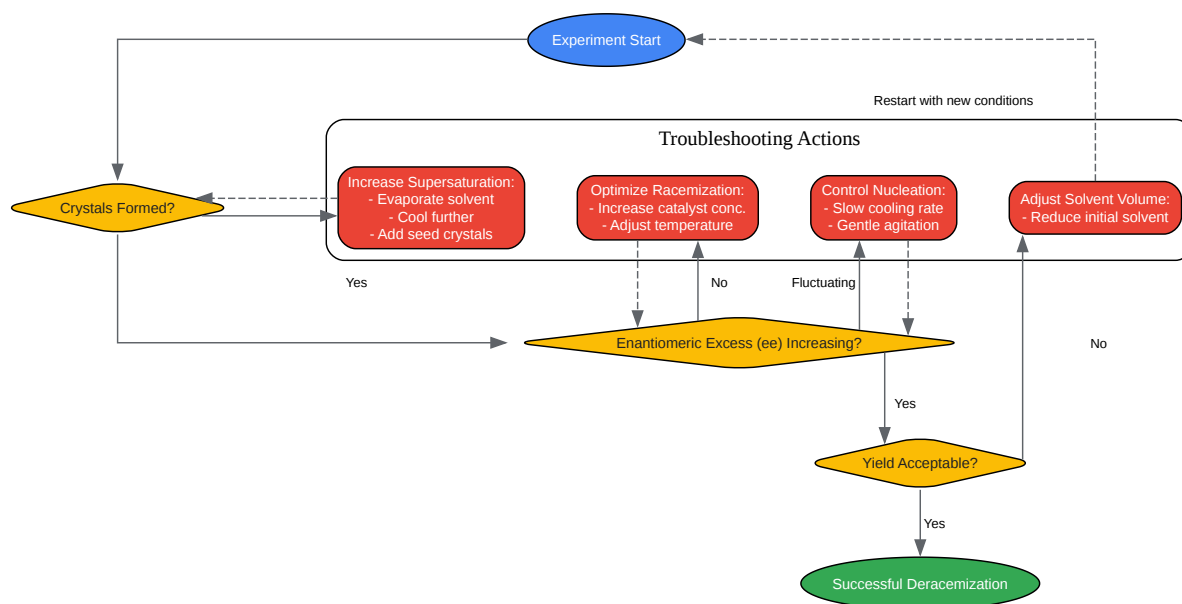 Experiment Start
Restart with new conditions
Troubleshooting Actions
Increase Supersaturation:
- Evaporate solvent
- Cool further
- Add seed crystals
Optimize Racemization:
- Increase catalyst conc.
- Adjust temperature
Control Nucleation:
- Slow cooling rate
- Gentle agitation
Adjust Solvent Volume:
- Reduce initial solvent
Crystals Formed?
Yes
No
Fluctuating
Enantiomeric Excess (ee) Increasing?
No
Yes
Yield Acceptable?
Yes
Successful Deracemization